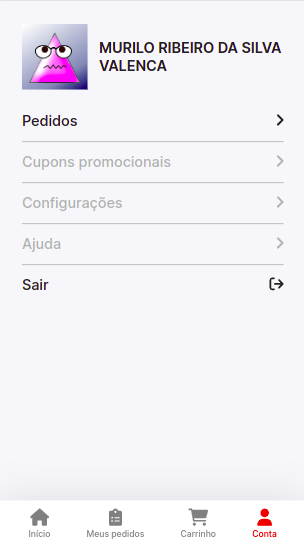 MURILO RIBEIRO DA SILVA
VALENCA
Pedidos
Cupons promocionais
Configurações
Ajuda
Sair
Início
Meus pedidos
Carrinho
Conta